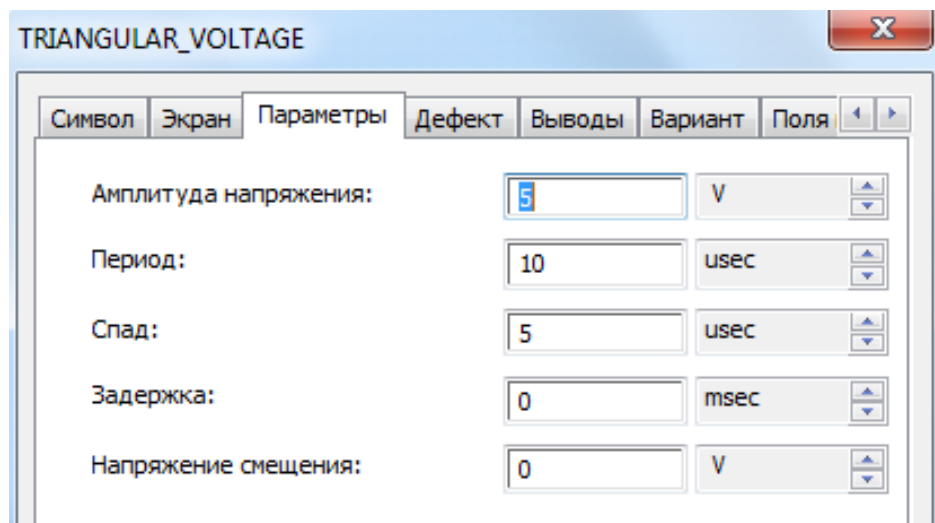 TRIANGULAR_VOLTAGE
Символ Экран Параметры Дефект Выводы Вариант Поля
Амплитуда напряжения: 5 V
Период: 10 usec
Спад: 5 usec
Задержка: 0 msec
Напряжение смещения: 0 V